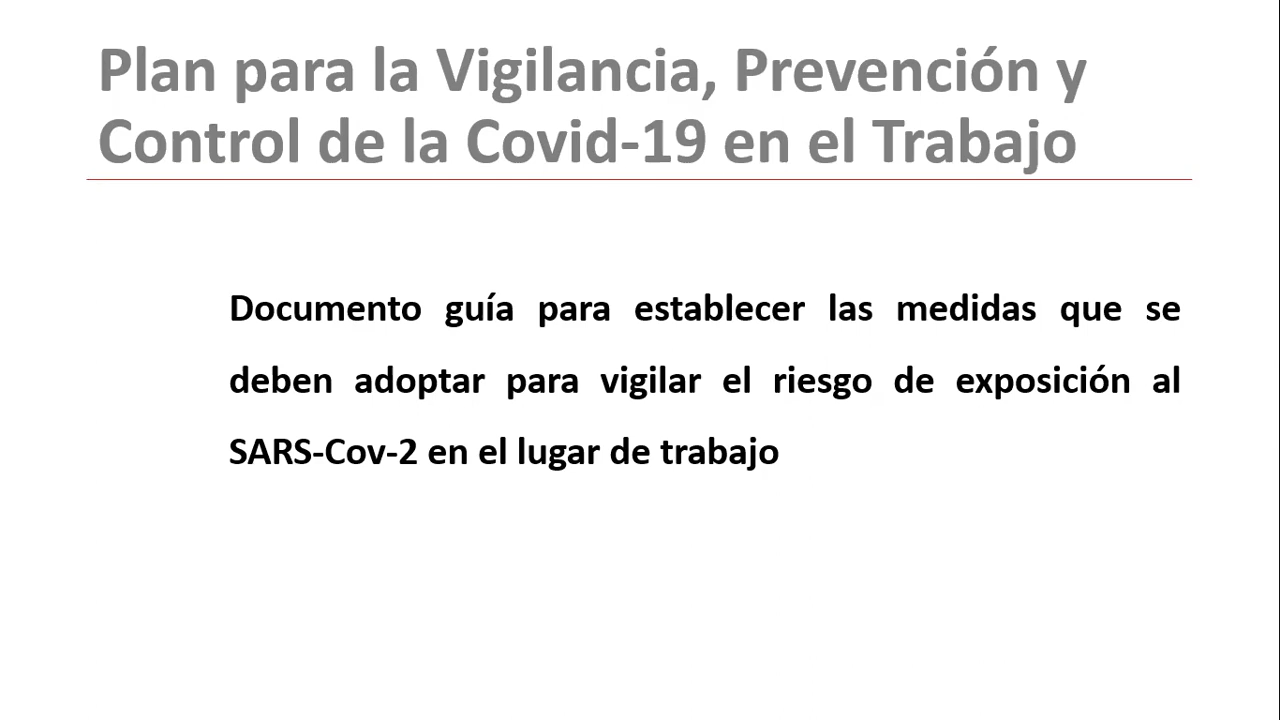 Plan para la Vigilancia, Prevención y
Control de la Covid-19 en el Trabajo
Documento guía para establecer las medidas que se
deben adoptar para vigilar el riesgo de exposición al
SARS-Cov-2 en el lugar de trabajo